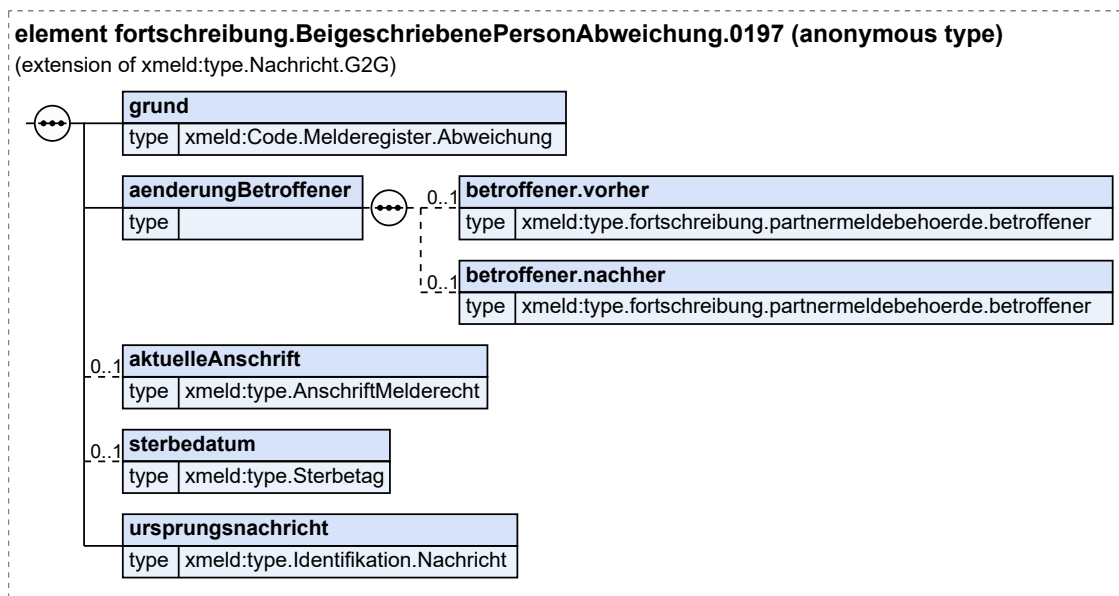 element fortschreibung.BeigeschriebenePersonAbweichung.0197 (anonymous type)
(extension of xmeld:type.Nachricht.G2G)
grund
type xmeld:Code.Melderegister.Abweichung
aenderungBetroffener
type
0..1
betroffener.vorher
type xmeld:type.fortschreibung.partnermeldebehoerde.betroffener
0..1
betroffener.nachher
type xmeld:type.fortschreibung.partnermeldebehoerde.betroffener
0..1
aktuelleAnschrift
type xmeld:type.AnschriftMelderecht
0..1
sterbedatum
type xmeld:type.Sterbetag
ursprungsnachricht
type xmeld:type.Identifikation.Nachricht